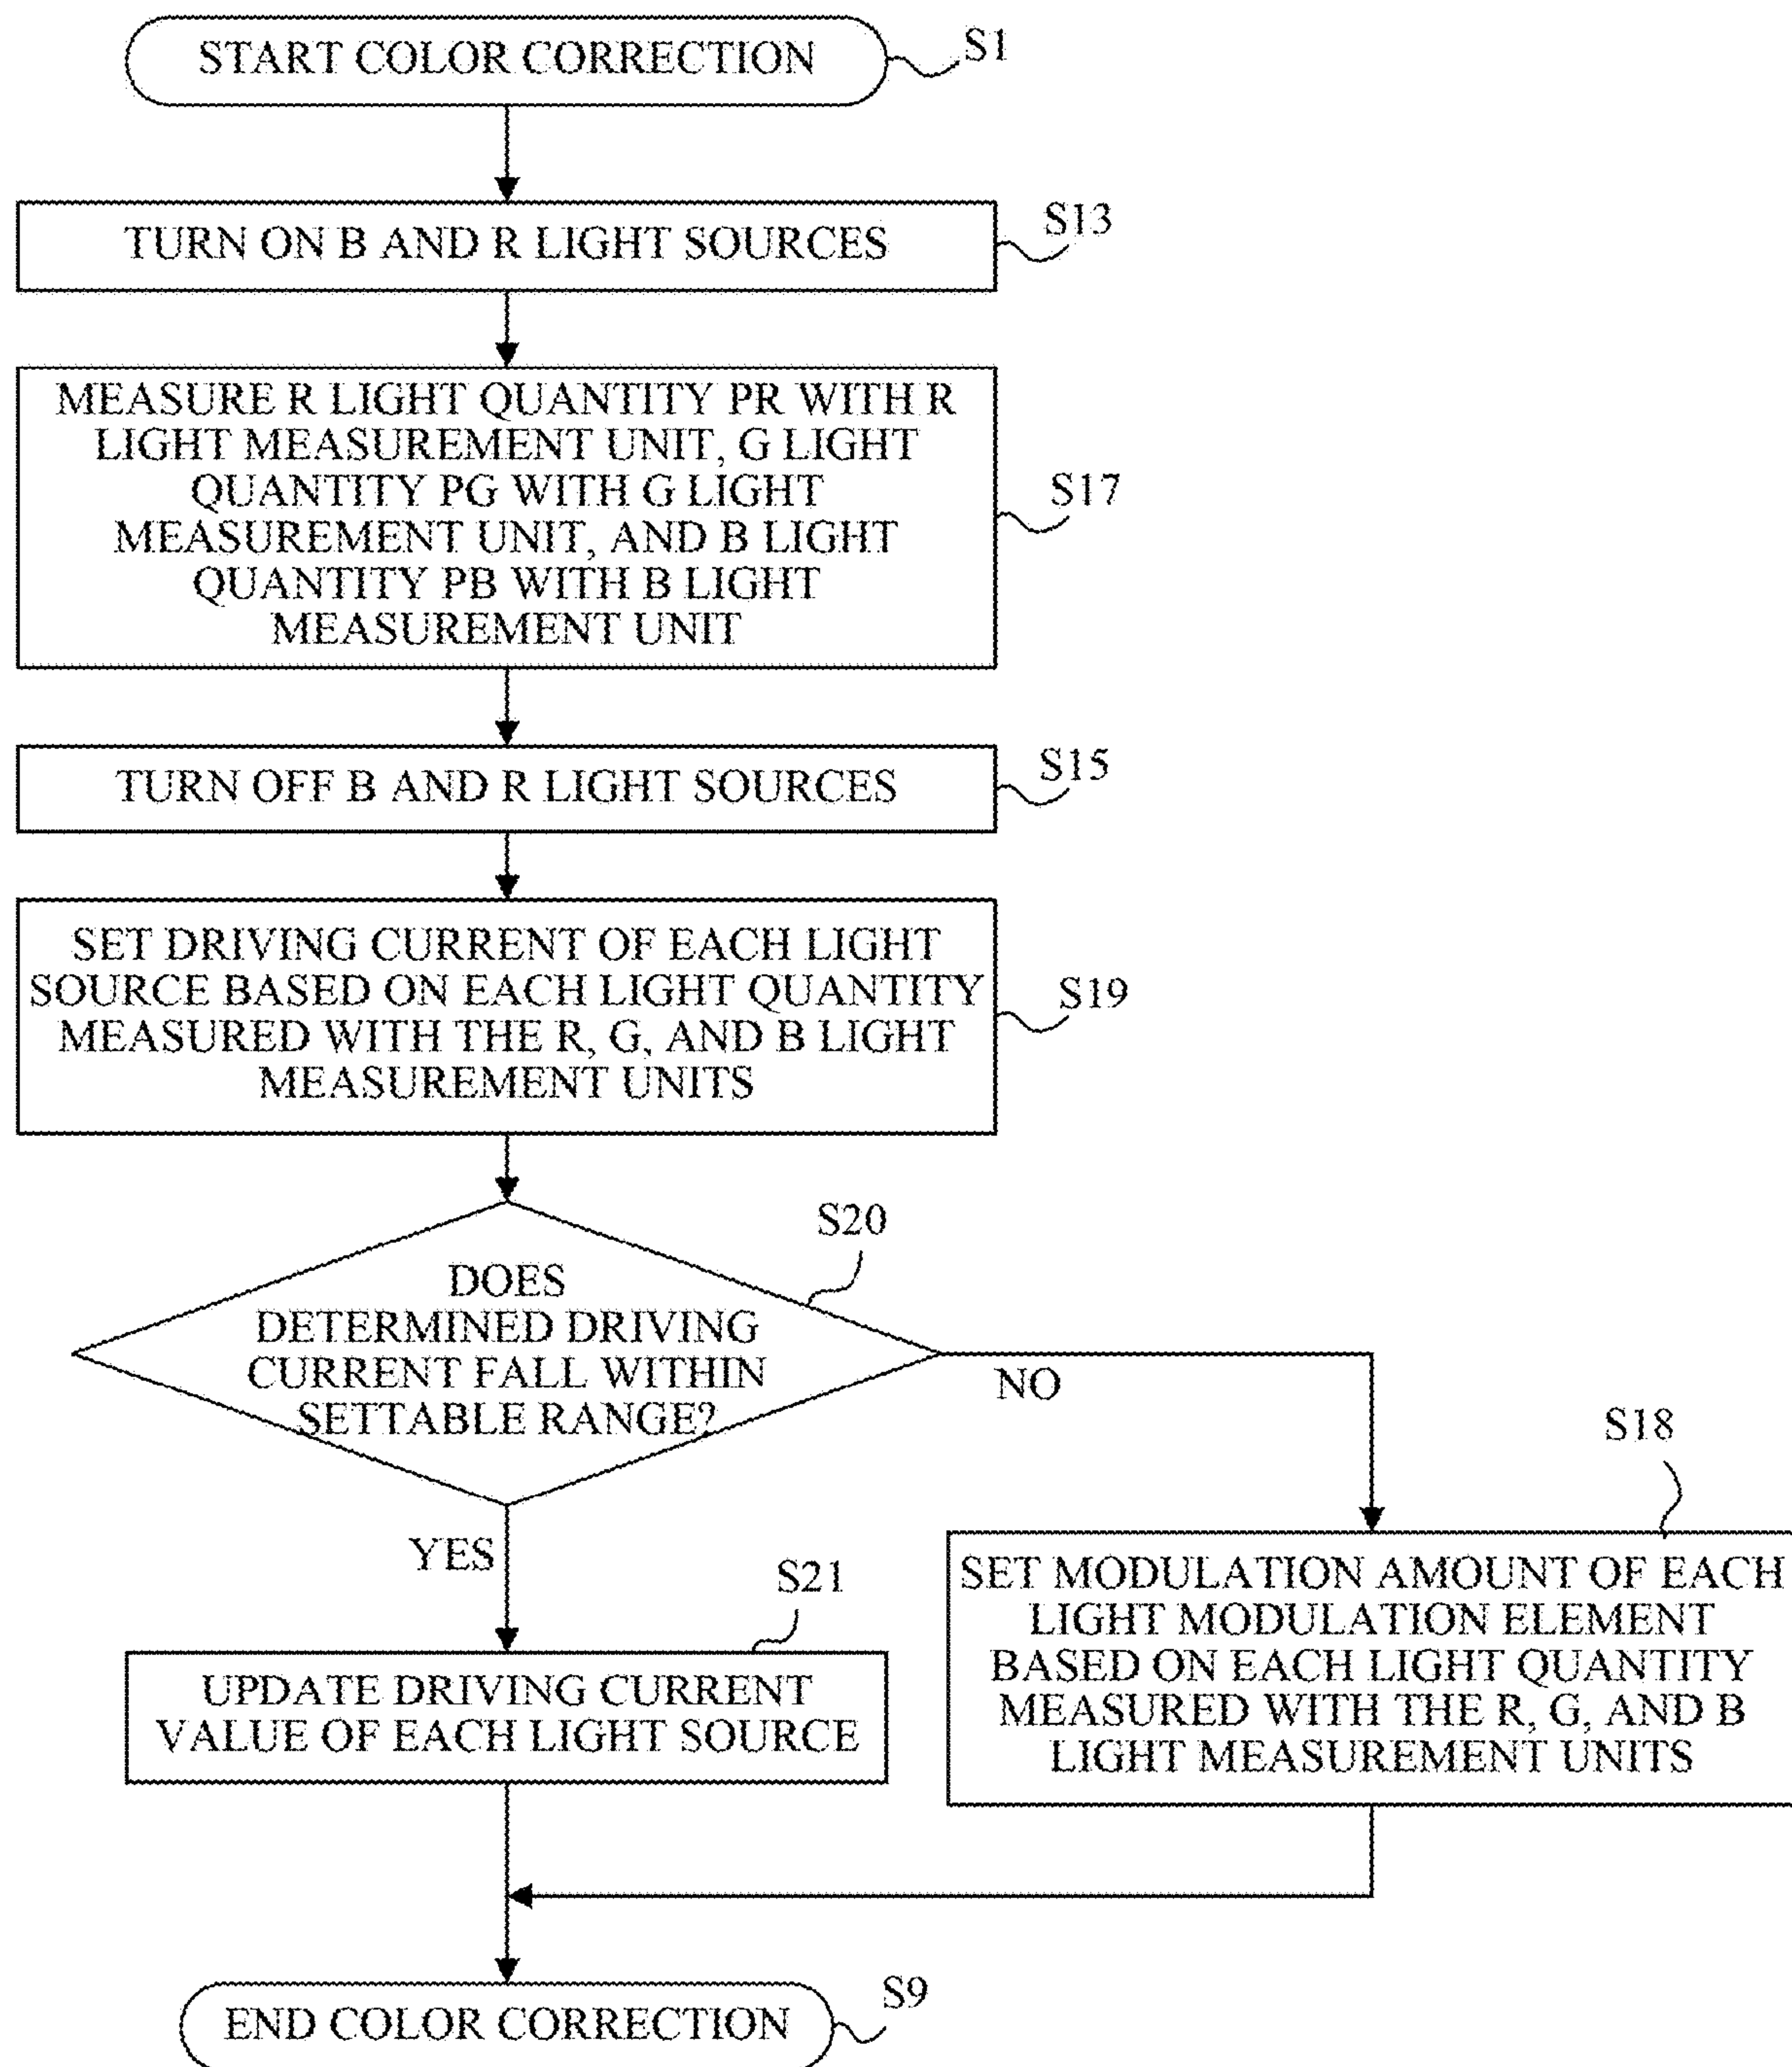 START COLOR CORRECTION
S1
TURN ON B AND R LIGHT SOURCES
S13
MEASURE R LIGHT QUANTITY PR WITH R
LIGHT MEASUREMENT UNIT, G LIGHT
QUANTITY PG WITH G LIGHT
MEASUREMENT UNIT, AND B LIGHT
QUANTITY PB WITH B LIGHT
MEASUREMENT UNIT
S17
TURN OFF B AND R LIGHT SOURCES
S15
SET DRIVING CURRENT OF EACH LIGHT
SOURCE BASED ON EACH LIGHT QUANTITY
MEASURED WITH THE R, G, AND B LIGHT
MEASUREMENT UNITS
S19
S20
DOES
DETERMINED DRIVING
CURRENT FALL WITHIN
SETTABLE RANGE?
NO
YES
S18
SET MODULATION AMOUNT OF EACH
LIGHT MODULATION ELEMENT
BASED ON EACH LIGHT QUANTITY
MEASURED WITH THE R, G, AND B
LIGHT MEASUREMENT UNITS
S21
UPDATE DRIVING CURRENT
VALUE OF EACH LIGHT SOURCE
END COLOR CORRECTION
S9